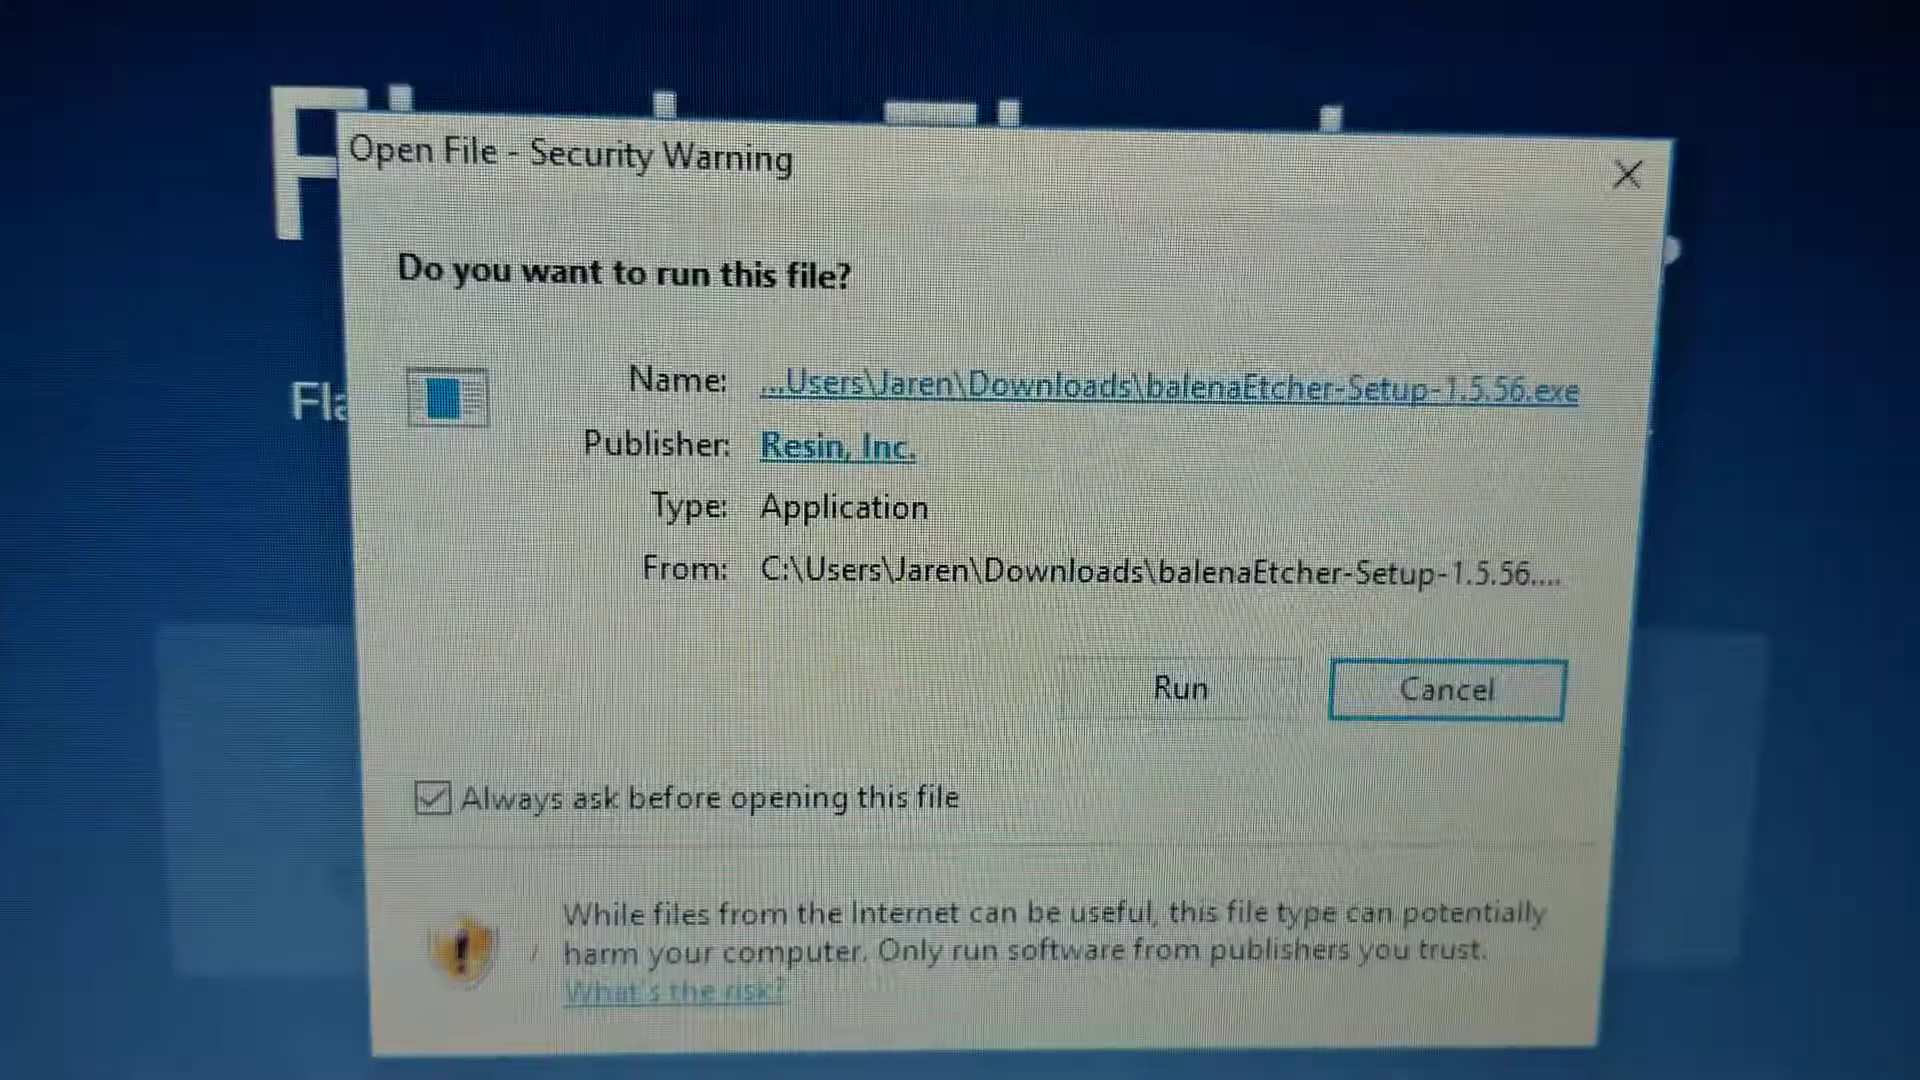 Open File - Security Warning
Do you want to run this file?
Name: ...Users\Jaren\Downloads\balenaEtcher-Setup-1.5.56.exe
Publisher: Resin, Inc.
Fla
Type: Application
From: C:\Users\Jaren\Downloads\balenaEtcher-Setup-1.5.56....
Run Cancel
Always ask before opening this file
While files from the Internet can be useful, this file type can potentially
harm your computer. Only run software from publishers you trust.
What's the risk?